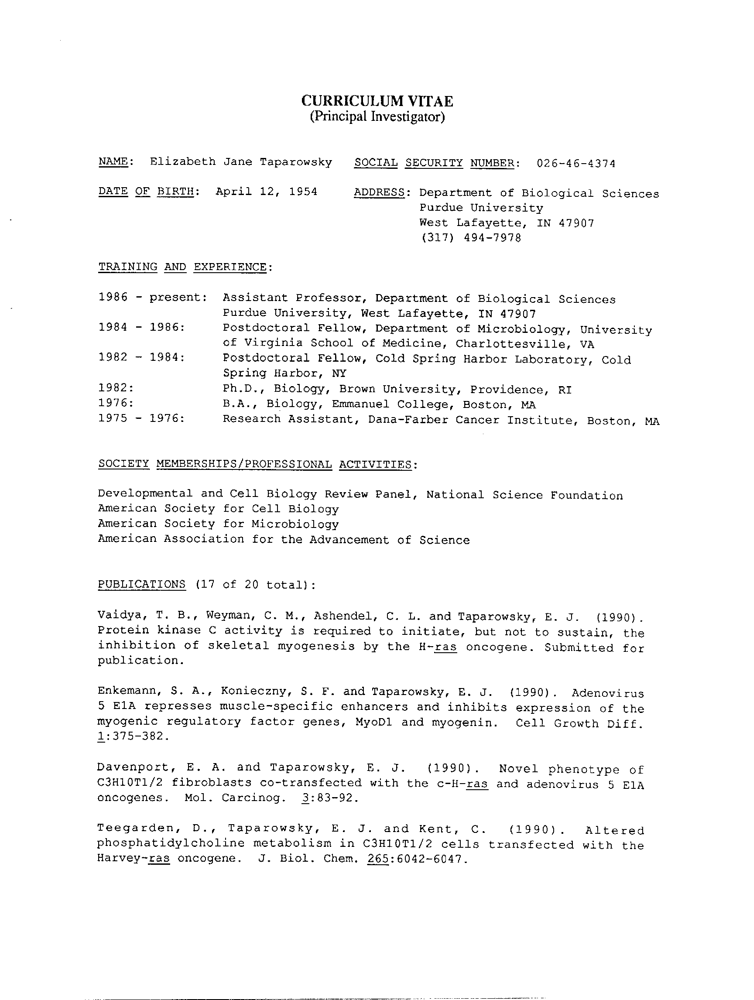 CURRICULUM VITAE
(Principal Investigator)
NAME: Elizabeth Jane Taparowsky SOCIAL SECURITY NUMBER: 026-46-4374
DATE OF BIRTH: April 12, 1954 ADDRESS: Department of Biological Sciences
Purdue University
West Lafayette, IN 47907
(317) 494-7978
TRAINING AND EXPERIENCE:
1986 - present: Assistant Professor, Department of Biological Sciences
Purdue University, West Lafayette, IN 47907
1984 - 1986: Postdoctoral Fellow, Department of Microbiology, University
of Virginia School of Medicine, Charlottesville, VA
1982 - 1984: Postdoctoral Fellow, Cold Spring Harbor Laboratory, Cold
Spring Harbor, NY
1982: Ph.D., Biology, Brown University, Providence, RI
1976: B.A., Biology, Emmanuel College, Boston, MA
1975 - 1976: Research Assistant, Dana-Farber Cancer Institute, Boston, MA
SOCIETY MEMBERSHIPS/PROFESSIONAL ACTIVITIES:
Developmental and Cell Biology Review Panel, National Science Foundation
American Society for Cell Biology
American Society for Microbiology
American Association for the Advancement of Science
PUBLICATIONS (17 of 20 total):
Vaidya, T. B., Weyman, C. M., Ashendel, C. L. and Taparowsky, E. J. (1990).
Protein kinase C activity is required to initiate, but not to sustain, the
inhibition of skeletal myogenesis by the H-ras oncogene. Submitted for
publication.
Enkemann, S. A., Konieczny, S. F. and Taparowsky, E. J. (1990). Adenovirus
5 E1A represses muscle-specific enhancers and inhibits expression of the
myogenic regulatory factor genes, MyoD1 and myogenin. Cell Growth Diff.
1:375-382.
Davenport, E. A. and Taparowsky, E. J. (1990). Novel phenotype of
C3H10T1/2 fibroblasts co-transfected with the c-H-ras and adenovirus 5 E1A
oncogenes. Mol. Carcinog. 3:83-92.
Teegarden, D., Taparowsky, E. J. and Kent, C. (1990). Altered
phosphatidylcholine metabolism in C3H10T1/2 cells transfected with the
Harvey-ras oncogene. J. Biol. Chem. 265:6042-6047.